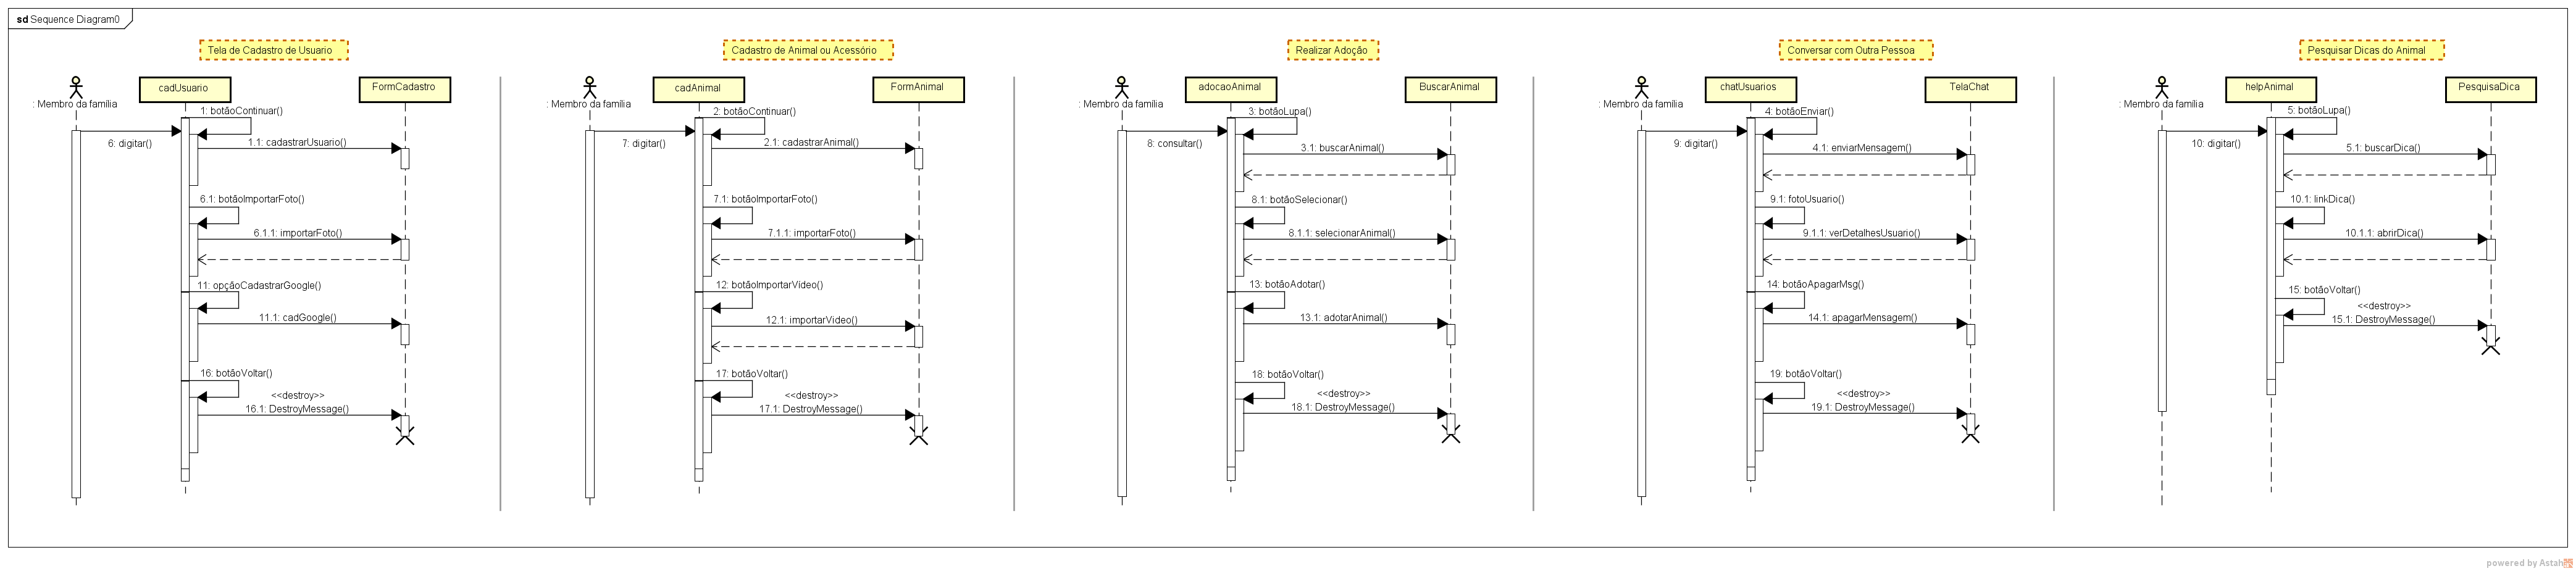 sd Sequence Diagram0
Tela de Cadastro de Usuario
: Membro da família
cadUsuario
FormCadastro
1: botãoContinuar()
6: digitar()
1.1: cadastrarUsuario()
6.1: botãoImportarFoto()
6.1.1: importarFoto()
11: opçãoCadastrarGoogle()
11.1: cadGoogle()
16: botãoVoltar()
<<destroy>>
16.1: DestroyMessage()
Cadastro de Animal ou Acessório
: Membro da família
cadAnimal
FormAnimal
2: botãoContinuar()
7: digitar()
2.1: cadastrarAnimal()
7.1: botãoImportarFoto()
7.1.1: importarFoto()
12: botãoImportarVídeo()
12.1: importarVideo()
17: botãoVoltar()
<<destroy>>
17.1: DestroyMessage()
Realizar Adoção
: Membro da família
adocaoAnimal
BuscarAnimal
3: botãoLupa()
8: consultar()
3.1: buscarAnimal()
8.1: botãoSelecionar()
8.1.1: selecionarAnimal()
13: botãoAdotar()
13.1: adotarAnimal()
18: botãoVoltar()
<<destroy>>
18.1: DestroyMessage()
Conversar com Outra Pessoa
: Membro da família
chatUsuarios
TelaChat
4: botãoEnviar()
9: digitar()
4.1: enviarMensagem()
9.1: fotoUsuario()
9.1.1: verDetalhesUsuario()
14: botãoApagarMsg()
14.1: apagarMensagem()
19: botãoVoltar()
<<destroy>>
19.1: DestroyMessage()
Pesquisar Dicas do Animal
: Membro da família
helpAnimal
PesquisaDica
5: botãoLupa()
10: digitar()
5.1: buscarDica()
10.1: linkDica()
10.1.1: abrirDica()
15: botãoVoltar()
<<destroy>>
15.1: DestroyMessage()
powered by Astah